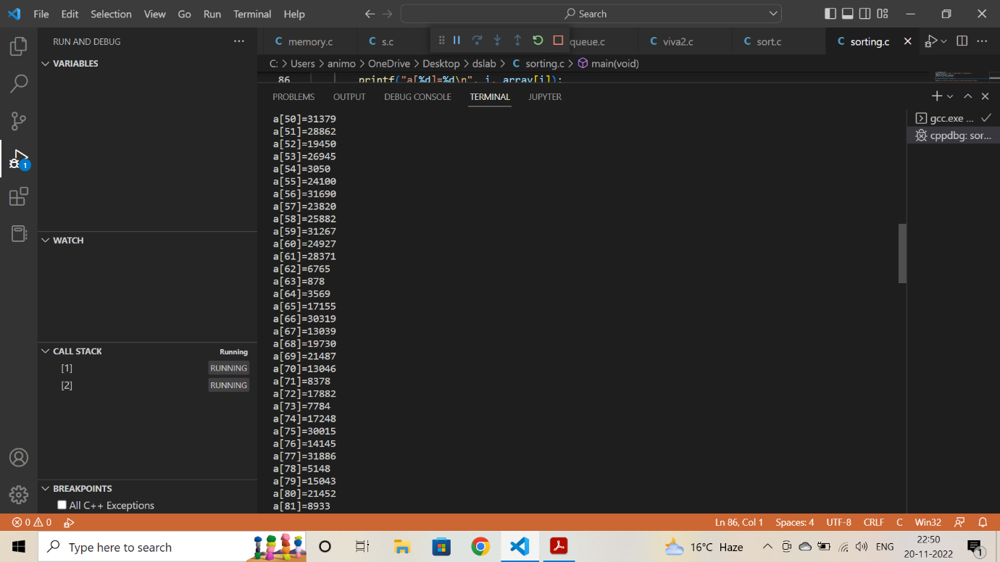 File Edit Selection View Go Run Terminal Help
Search
RUN AND DEBUG
memory.c
s.c
queue.c
viva2.c
sort.c
sorting.c
C: > Users > animo > OneDrive > Desktop > dslab > C sorting.c > main(void)
VARIABLES
86 printf("a[%d]=%d\n", i, array[i]);
PROBLEMS OUTPUT DEBUG CONSOLE TERMINAL JUPYTER
a[50]=31379
a[51]=28862
a[52]=19450
a[53]=26945
a[54]=3050
a[55]=24100
a[56]=31690
a[57]=23820
a[58]=25882
a[59]=31267
a[60]=24927
a[61]=28371
a[62]=6765
a[63]=878
a[64]=3569
a[65]=17155
a[66]=30319
a[67]=13039
a[68]=19730
a[69]=21487
a[70]=13046
a[71]=8378
a[72]=17882
a[73]=7784
a[74]=17248
a[75]=30015
a[76]=14145
a[77]=31886
a[78]=5148
a[79]=15043
a[80]=21452
a[81]=8933
gcc.exe ...
cppdbg: sor...
WATCH
CALL STACK Running
[1] RUNNING
[2] RUNNING
BREAKPOINTS
All C++ Exceptions
1
0 0
Ln 86, Col 1 Spaces: 4 UTF-8 CRLF C Win32
Type here to search
16°C Haze
ENG
22:50
20-11-2022
1